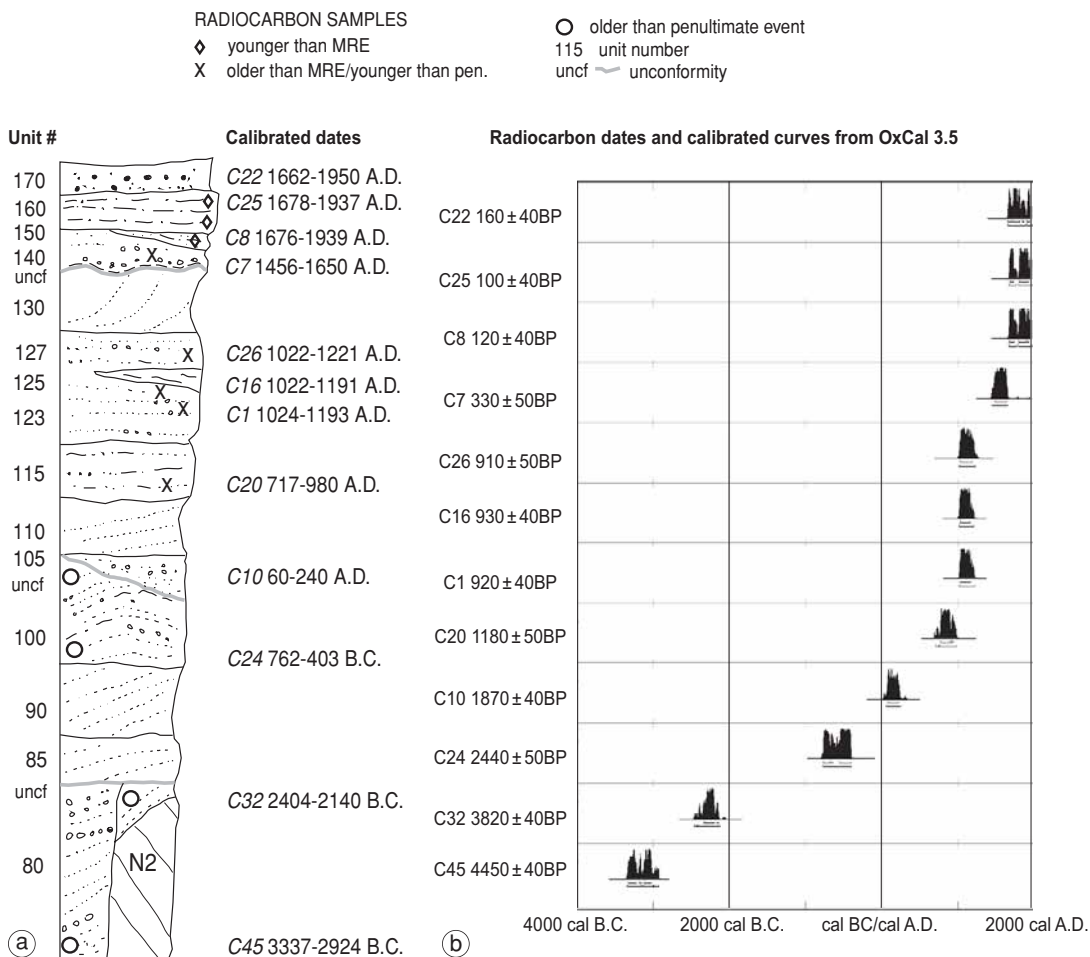 RADIOCARBON SAMPLES
younger than MRE
X older than MRE/younger than pen.
older than penultimate event
115 unit number
uncf unconformity
Unit # Calibrated dates
170 C22 1662-1950 A.D.
160 C25 1678-1937 A.D.
150 C8 1676-1939 A.D.
140 X
uncf C7 1456-1650 A.D.
130
127 X C26 1022-1221 A.D.
125 X C16 1022-1191 A.D.
123 X C1 1024-1193 A.D.
115 X C20 717-980 A.D.
110
105
uncf C10 60-240 A.D.
100 C24 762-403 B.C.
90
85
uncf C32 2404-2140 B.C.
80 N2
a C45 3337-2924 B.C.
Radiocarbon dates and calibrated curves from OxCal 3.5
C22 160±40BP
C25 100±40BP
C8 120±40BP
C7 330±50BP
C26 910±50BP
C16 930±40BP
C1 920±40BP
C20 1180±50BP
C10 1870±40BP
C24 2440±50BP
C32 3820±40BP
C45 4450±40BP
4000 cal B.C. 2000 cal B.C. cal BC/cal A.D. 2000 cal A.D.
b